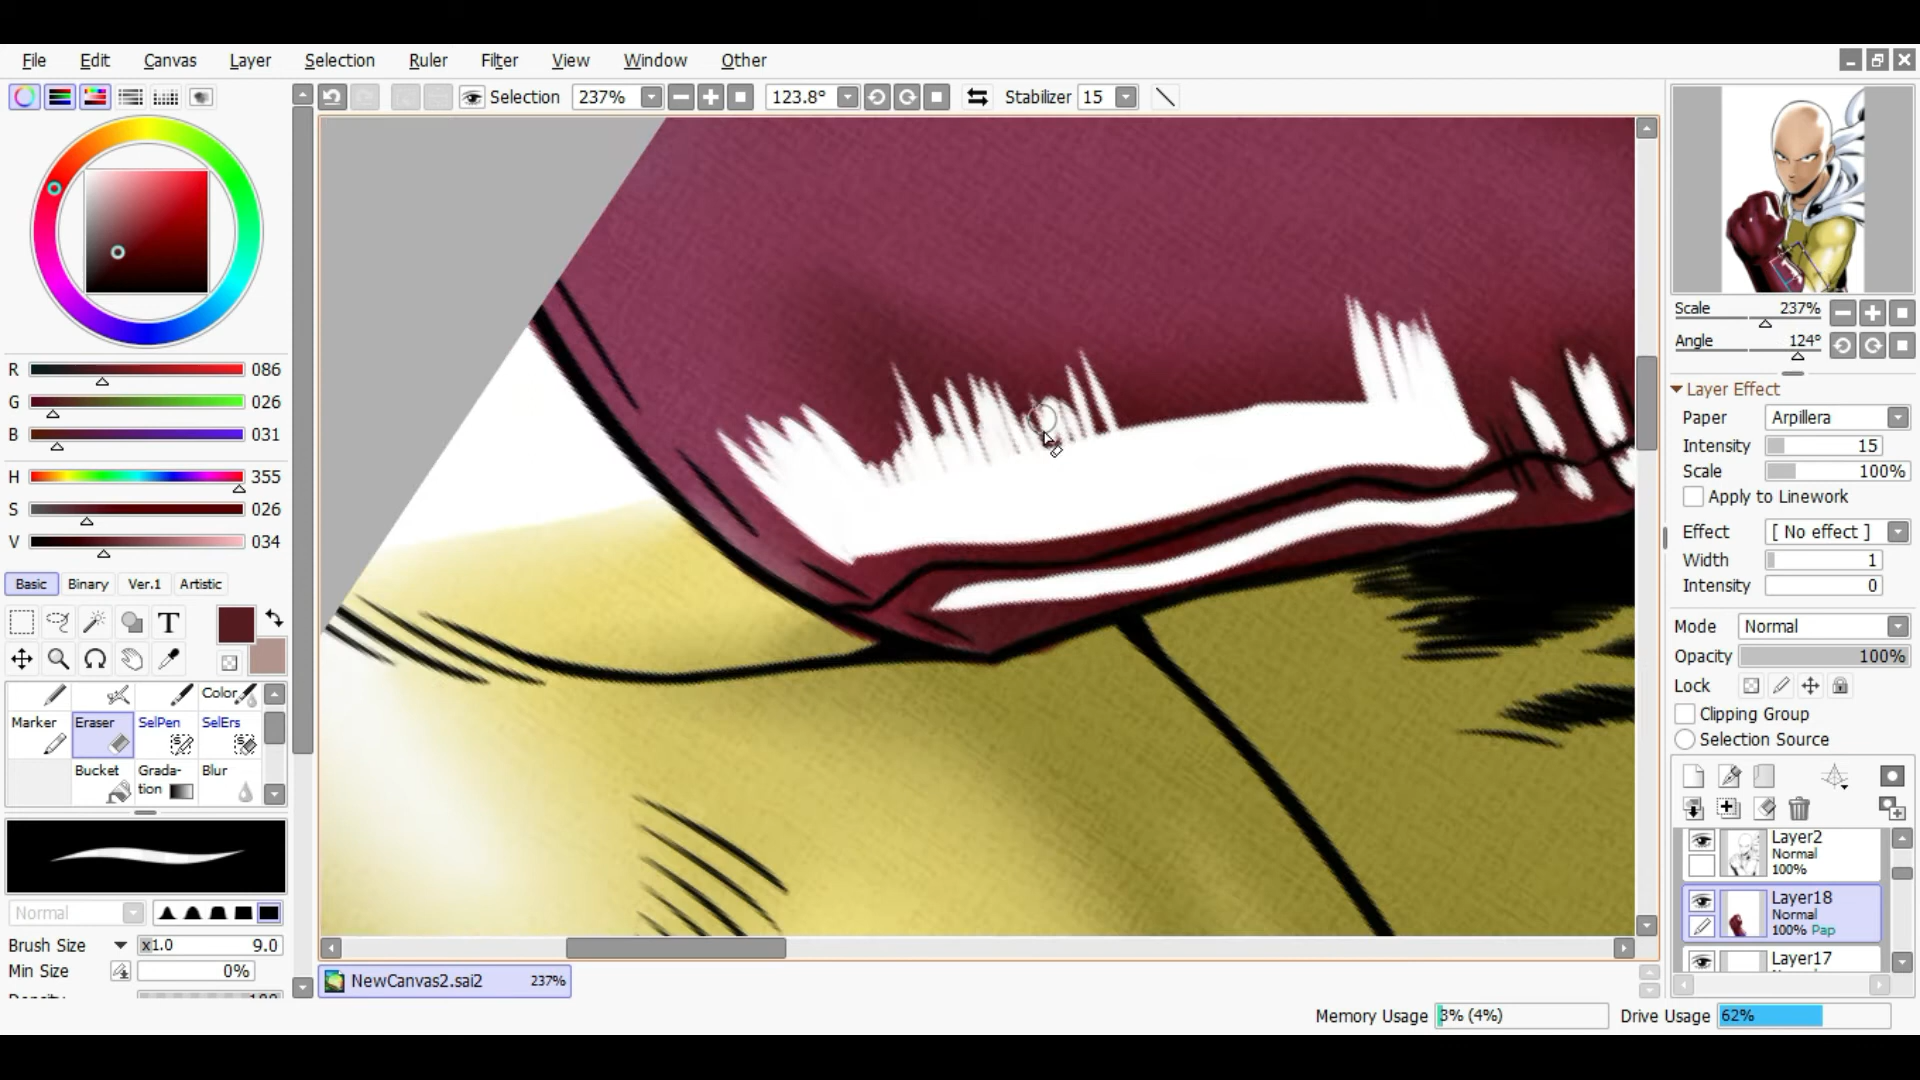 File Edit Canvas Layer Selection Ruler Filter View Window Other
Selection 237% 123.8° Stabilizer 15
R 086
G 026
B 031
H 355
S 026
V 034
Basic Binary Ver.1 Artistic
T
Color
Marker Eraser SelPen SelErs
Bucket Grada-tion Blur
Normal
Brush Size x1.0 9.0
Min Size 0%
NewCanvas2.sai2 237%
Scale 237%
Angle 124°
Layer Effect
Paper Arpillera
Intensity 15
Scale 100%
Apply to Linework
Effect [ No effect ]
Width 1
Intensity 0
Mode Normal
Opacity 100%
Lock
Clipping Group
Selection Source
Layer2
Normal
100%
Layer18
Normal
100% Pap
Layer17
Memory Usage 3% (4%) Drive Usage 62%